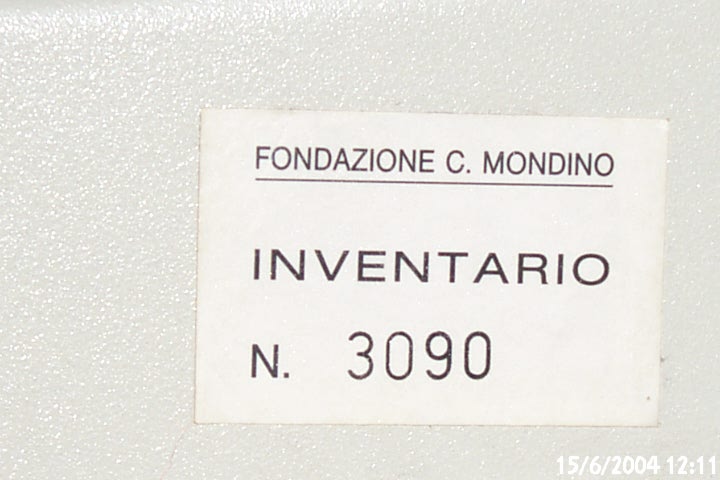 FONDAZIONE C. MONDINO
INVENTARIO
N. 3090
15/6/2004 12:11